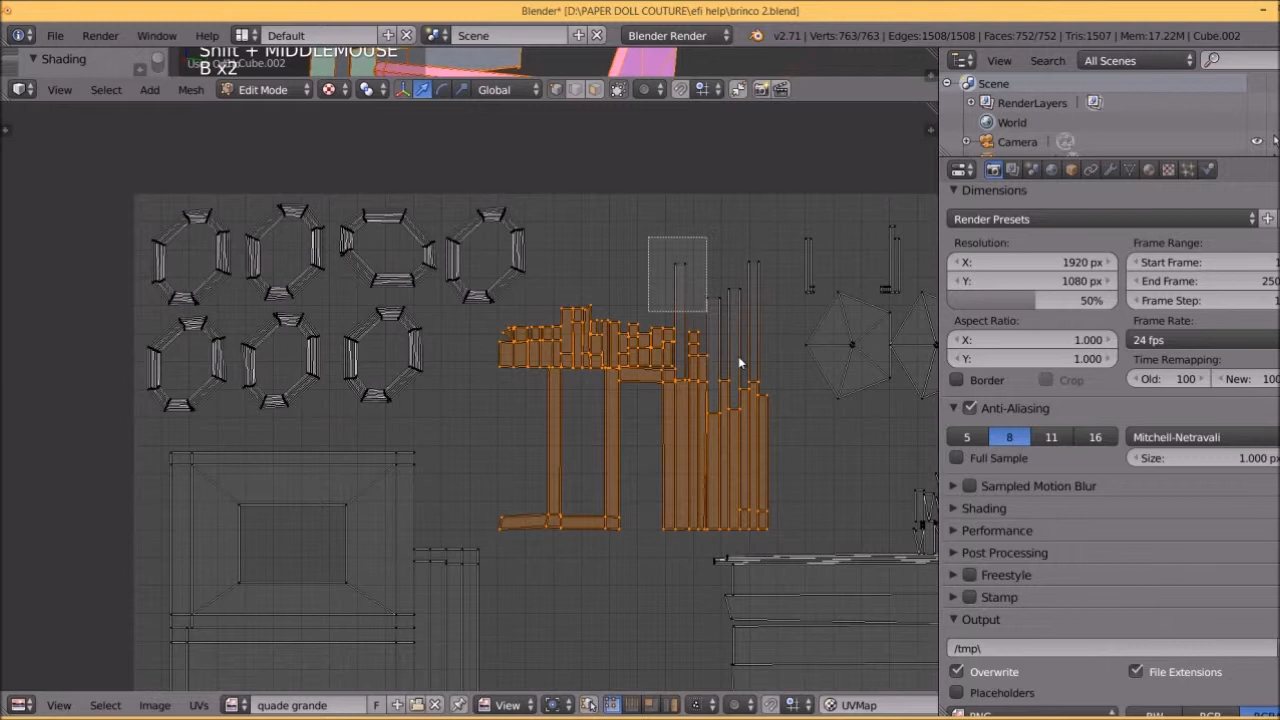 Blender* [D:\PAPER DOLL COUTURE\efi help\brinco 2.blend]
File Render Window Help Default Scene Blender Render v2.71 | Verts:763/763 | Edges:1508/1508 | Faces:752/752 | Tris:1507 | Mem:17.22M | Cube.002
Shift + MIDDLEMOUSE
B x2
Shading
View Search All Scenes
View Select Add Mesh Edit Mode Global
Scene
RenderLayers
World
Camera
Dimensions
Render Presets
Resolution: Frame Range:
X: 1920 px Start Frame: 1
Y: 1080 px End Frame: 250
50% Frame Step:
Aspect Ratio: Frame Rate:
X: 1.000 24 fps
Y: 1.000 Time Remapping:
Border Crop Old: 100 New: 100
Anti-Aliasing
5 8 11 16 Mitchell-Netravali
Full Sample Size: 1.000 px
Sampled Motion Blur
Shading
Performance
Post Processing
Freestyle
Stamp
Output
/tmp\
Overwrite File Extensions
Placeholders
View Select Image UVs quade grande F View UVMap
PNG BW RGB